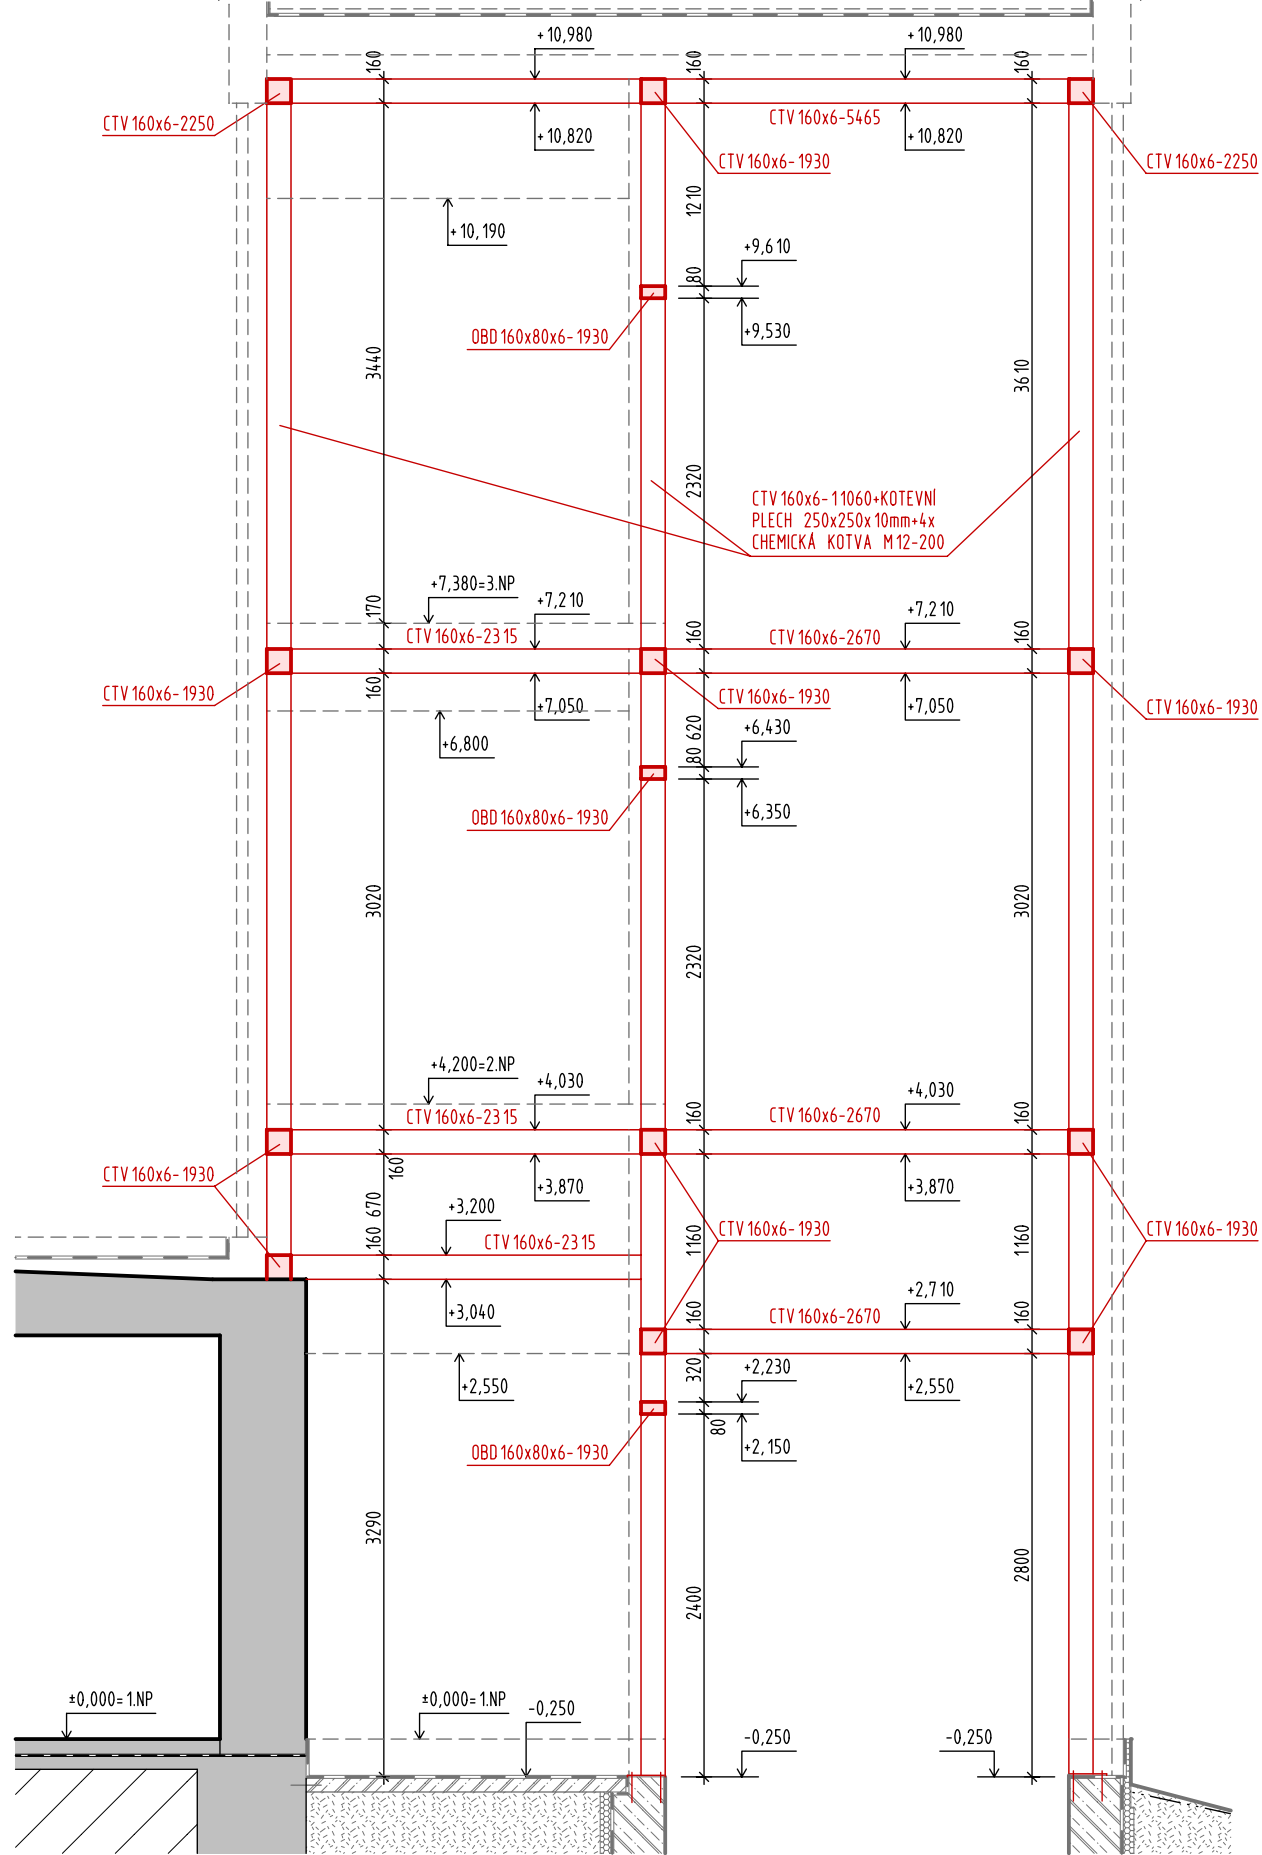 +10,980
+10,980
160
160
160
CTV 160x6-2250
CTV 160x6-5465
+10,820
+10,820
CTV 160x6-1930
CTV 160x6-2250
1210
+10,190
+9,610
80
OBD 160x80x6-1930
+9,530
3440
3610
2320
CTV 160x6-11060+KOTEVNÍ
PLECH 250x250x10mm+4x
CHEMICKÁ KOTVA M12-200
+7,380=3.NP
170
+7,210
+7,210
CTV 160x6-2315
160
CTV 160x6-2670
160
160
CTV 160x6-1930
CTV 160x6-1930
CTV 160x6-1930
+7,050
+7,050
+6,800
620
+6,430
80
OBD 160x80x6-1930
+6,350
3020
3020
2320
+4,200=2.NP
+4,030
+4,030
CTV 160x6-2315
160
CTV 160x6-2670
160
160
CTV 160x6-1930
+3,870
+3,870
670
+3,200
160
CTV 160x6-2315
1160
CTV 160x6-1930
1160
CTV 160x6-1930
+3,040
+2,710
160
CTV 160x6-2670
160
+2,550
320
+2,230
+2,550
80
OBD 160x80x6-1930
+2,150
3290
2400
2800
±0,000=1.NP
±0,000=1.NP
-0,250
-0,250
-0,250